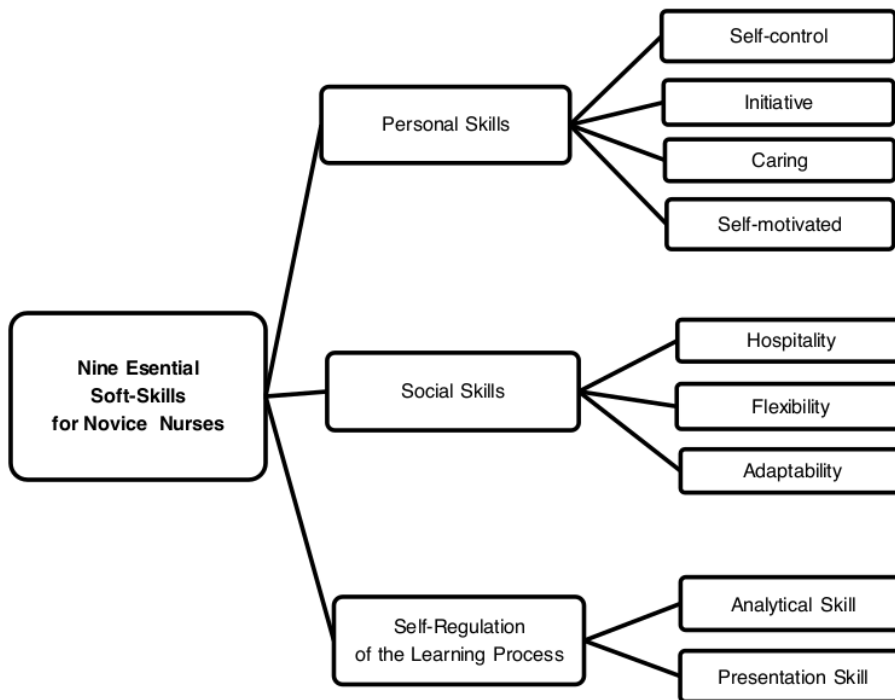 Nine Esential
Soft-Skills
for Novice Nurses
Personal Skills
Self-control
Initiative
Caring
Self-motivated
Social Skills
Hospitality
Flexibility
Adaptability
Self-Regulation
of the Learning Process
Analytical Skill
Presentation Skill